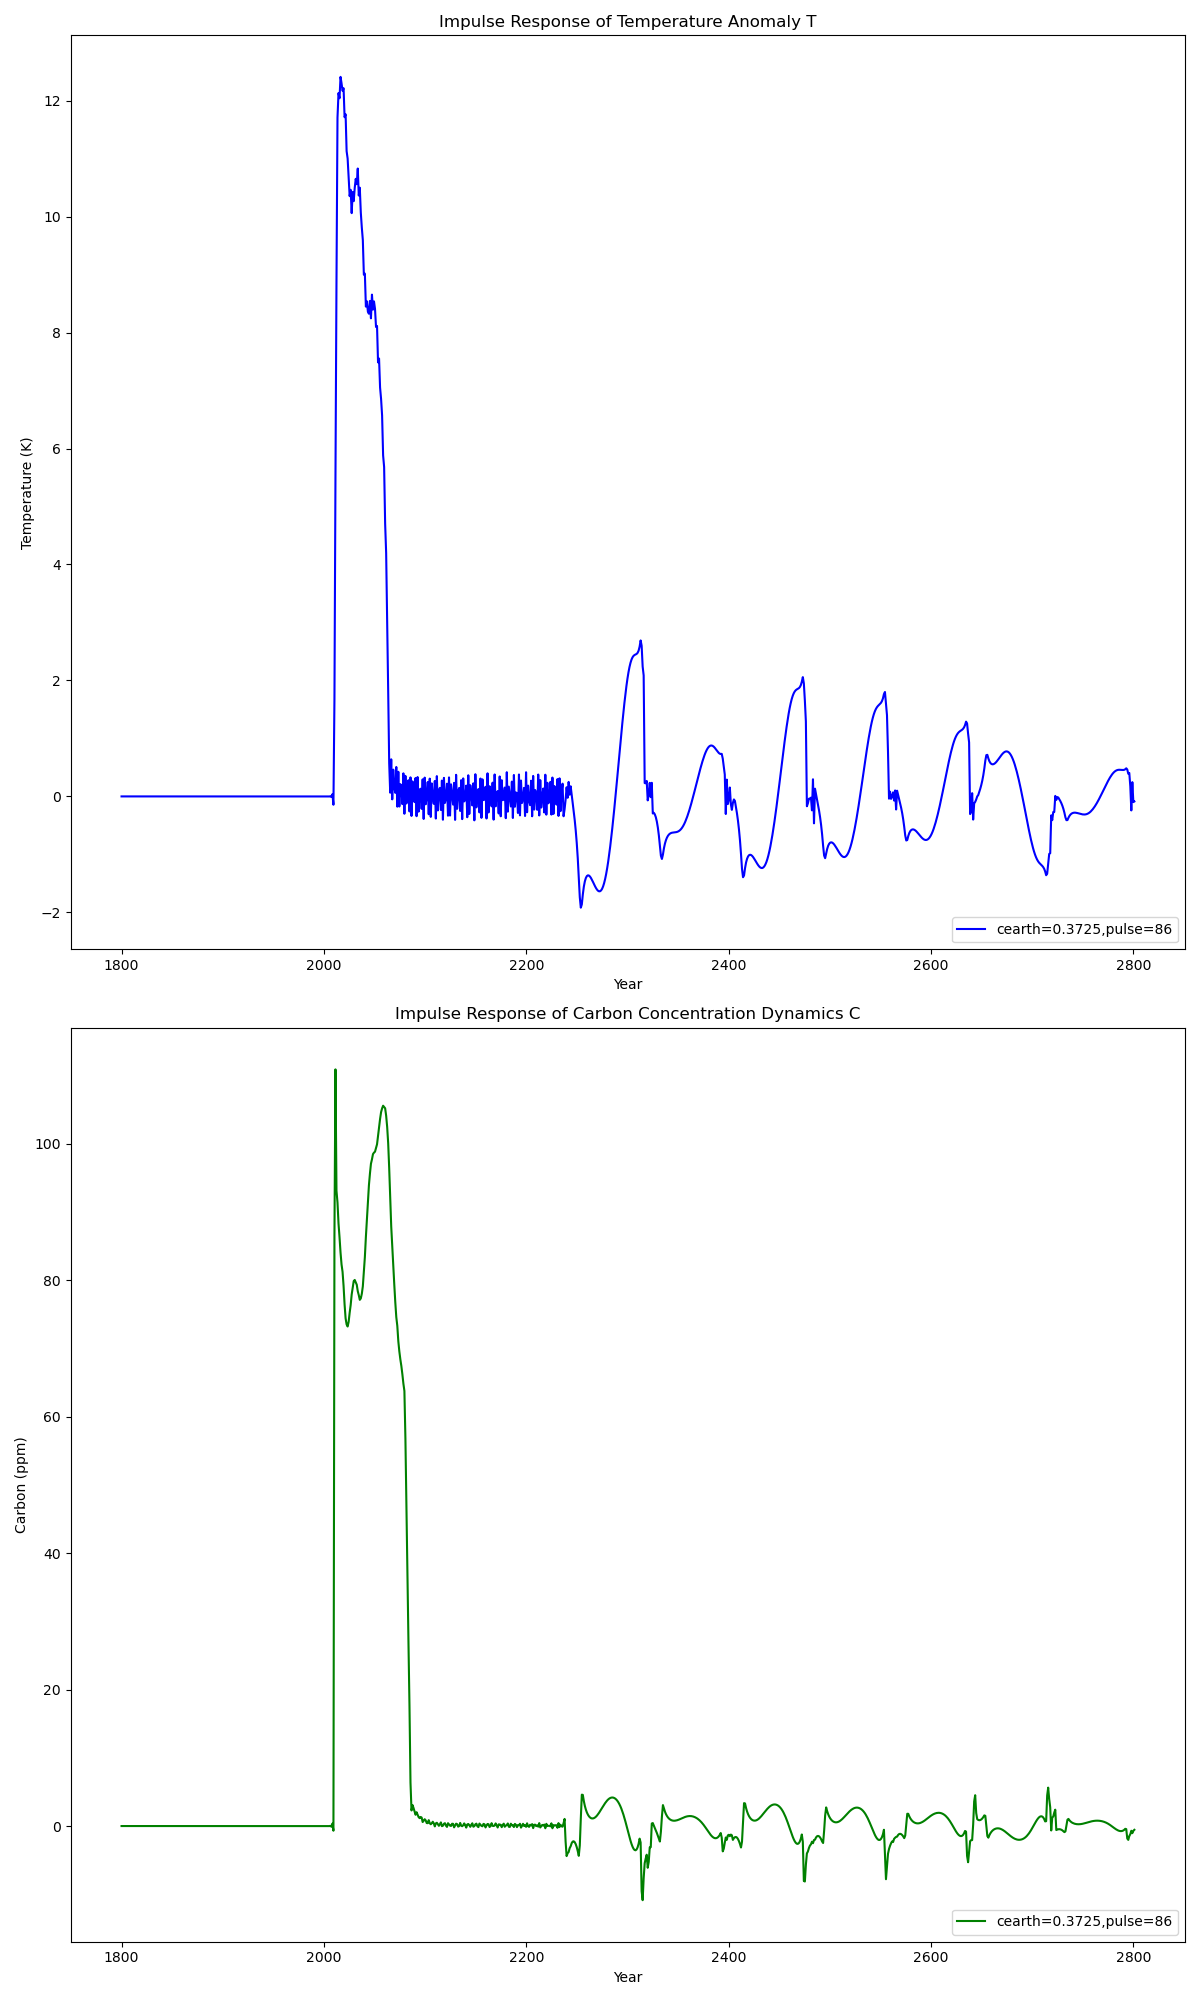 Impulse Response of Temperature Anomaly T
12
10
8
6
4
2
0
−2
Temperature (K)
cearth=0.3725,pulse=86
1800 2000 2200 2400 2600 2800
Year
Impulse Response of Carbon Concentration Dynamics C
100
80
60
40
20
0
Carbon (ppm)
cearth=0.3725,pulse=86
1800 2000 2200 2400 2600 2800
Year